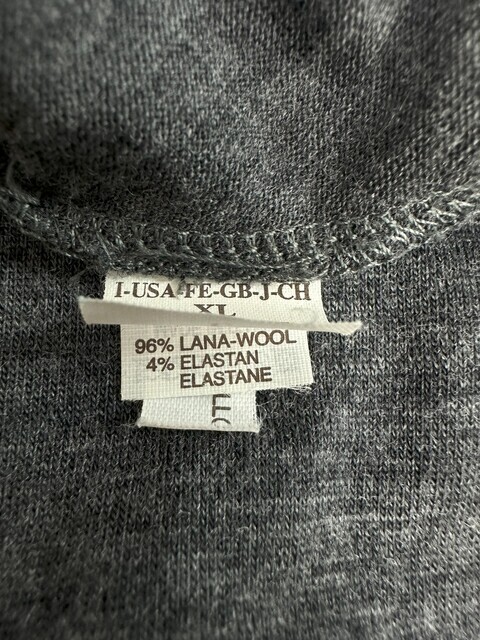 I-USA-FE-GB-J-CH
XL
96% LANA-WOOL
4% ELASTAN
ELASTANE